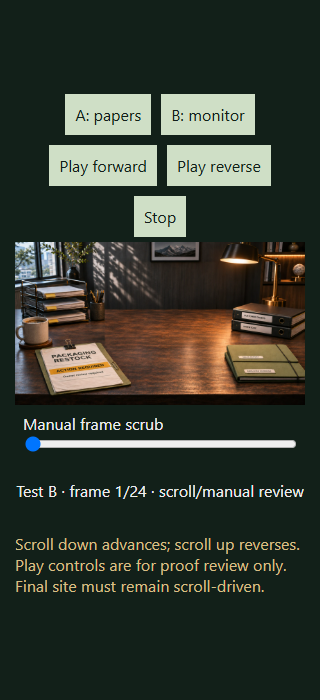 A: papers
B: monitor
Play forward
Play reverse
Stop
PACKAGING
RESTOCK
ACTION REQUIRED
Manual frame scrub
Test B · frame 1/24 · scroll/manual review
Scroll down advances; scroll up reverses.
Play controls are for proof review only.
Final site must remain scroll-driven.